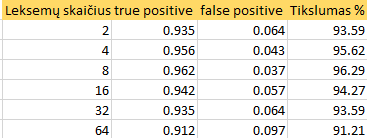 Leksemų skaičius true positive false positive Tikslumas %
2 0.935 0.064 93.59
4 0.956 0.043 95.62
8 0.962 0.037 96.29
16 0.942 0.057 94.27
32 0.935 0.064 93.59
64 0.912 0.097 91.21